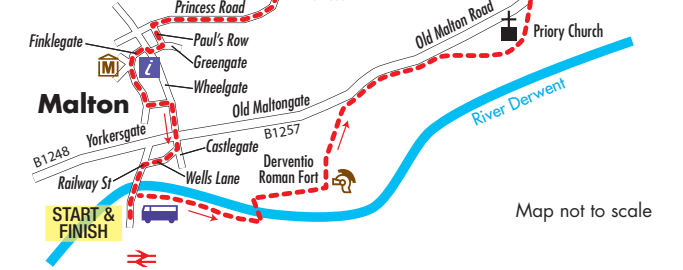 Princess Road
Finklegate
Paul's Row
Greengate
M
i
Wheelgate
Malton
Old Malton Road
Priory Church
Old Maltongate
River Derwent
Yorkersgate
B1257
B1248
Castlegate
Derventio
Roman Fort
Railway St
Wells Lane
START &
FINISH
Map not to scale